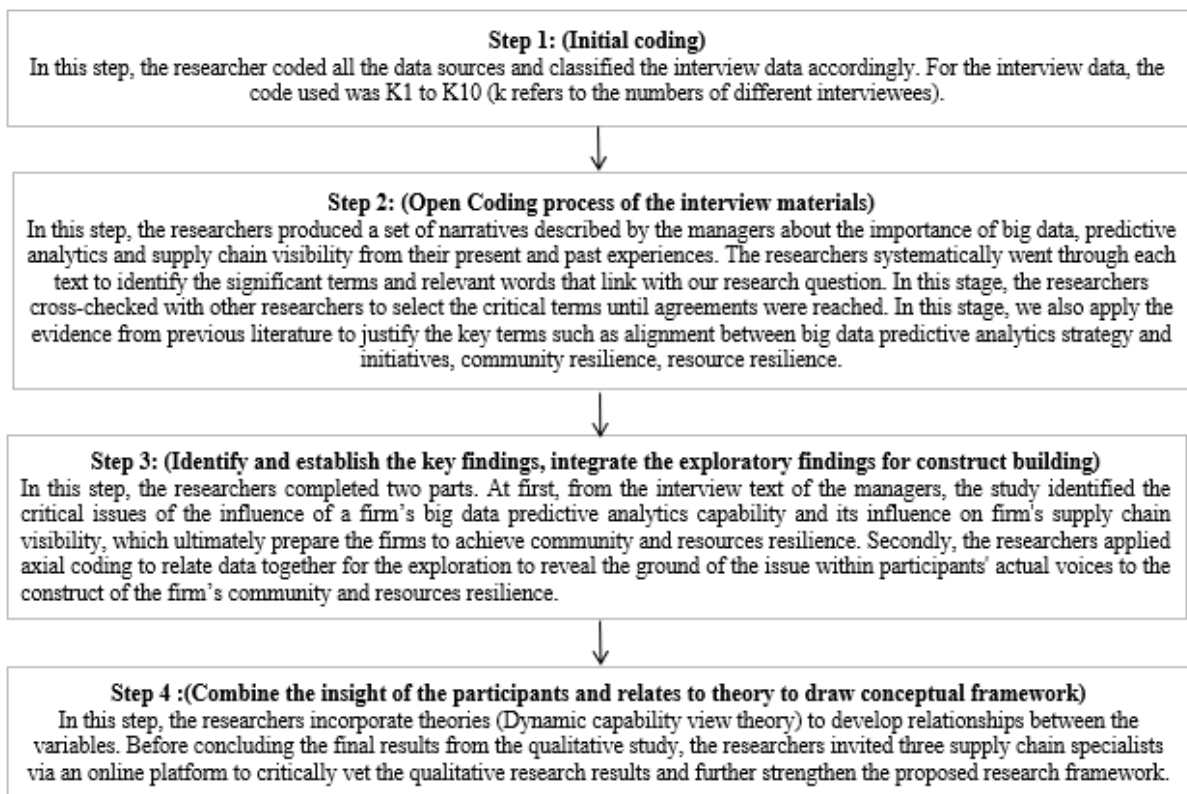 Step 1: (Initial coding)
In this step, the researcher coded all the data sources and classified the interview data accordingly. For the interview data, the
code used was K1 to K10 (k refers to the numbers of different interviewees).
Step 2: (Open Coding process of the interview materials)
In this step, the researchers produced a set of narratives described by the managers about the importance of big data, predictive
analytics and supply chain visibility from their present and past experiences. The researchers systematically went through each
text to identify the significant terms and relevant words that link with our research question. In this stage, the researchers
cross-checked with other researchers to select the critical terms until agreements were reached. In this stage, we also apply the
evidence from previous literature to justify the key terms such as alignment between big data predictive analytics strategy and
initiatives, community resilience, resource resilience.
Step 3: (Identify and establish the key findings, integrate the exploratory findings for construct building)
In this step, the researchers completed two parts. At first, from the interview text of the managers, the study identified the
critical issues of the influence of a firm's big data predictive analytics capability and its influence on firm's supply chain
visibility, which ultimately prepare the firms to achieve community and resources resilience. Secondly, the researchers applied
axial coding to relate data together for the exploration to reveal the ground of the issue within participants' actual voices to the
construct of the firm’s community and resources resilience.
Step 4 :(Combine the insight of the participants and relates to theory to draw conceptual framework)
In this step, the researchers incorporate theories (Dynamic capability view theory) to develop relationships between the
variables. Before concluding the final results from the qualitative study, the researchers invited three supply chain specialists
via an online platform to critically vet the qualitative research results and further strengthen the proposed research framework.